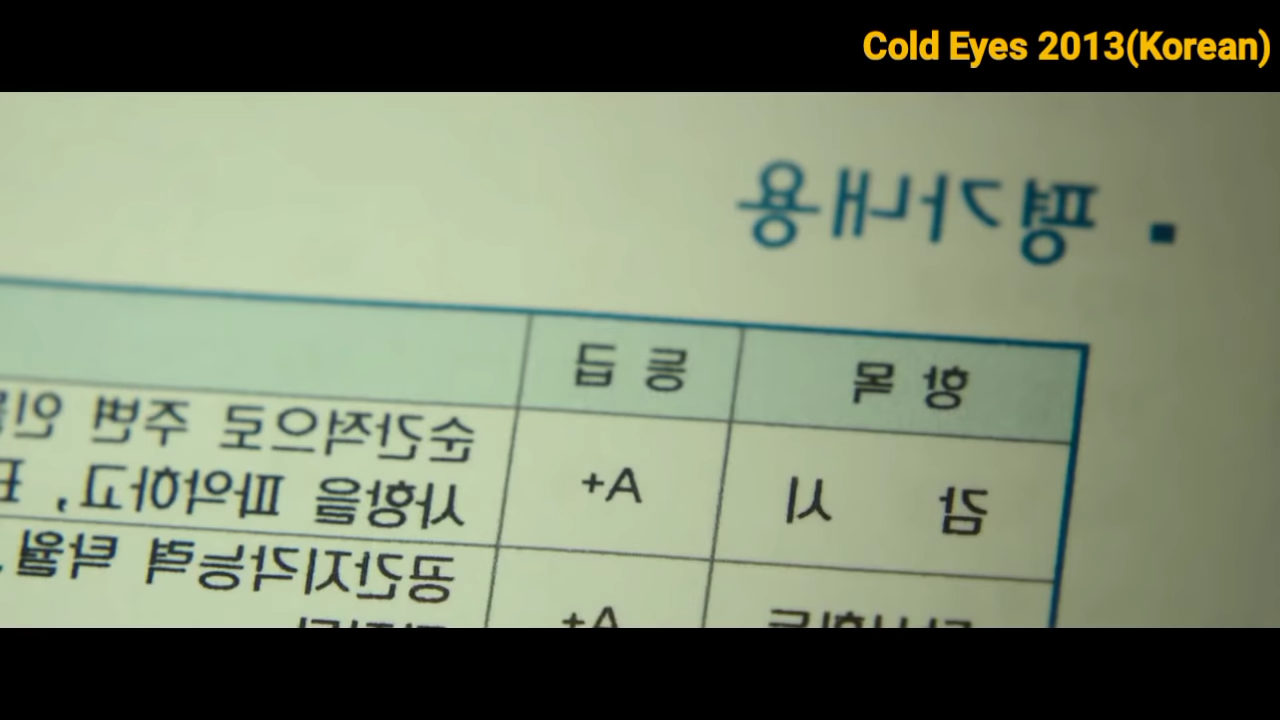 Cold Eyes 2013(Korean)
▪ 평가내용
항 목 등 급
감 시 A+ 순간적으로 주변
사항을 파악하고,
공간지각능력 탁월
A+